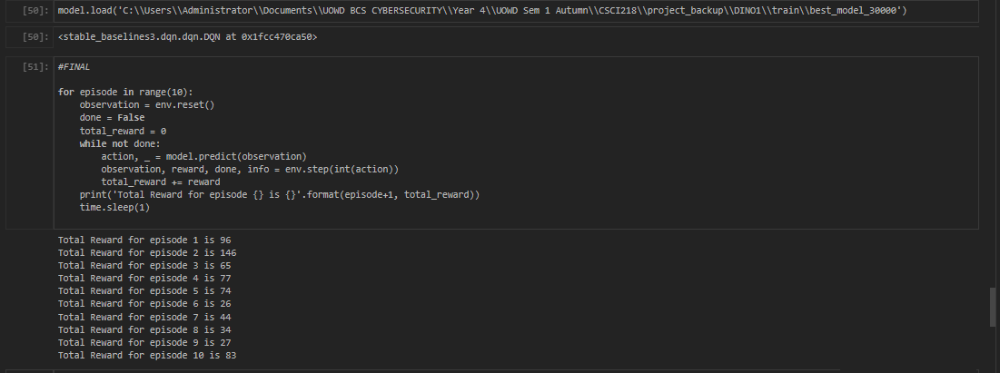 [50]: model.load('C:\\Users\\Administrator\\Documents\\UOWD BCS CYBERSECURITY\\Year 4\\UOWD Sem 1 Autumn\\CSCI218\\project_backup\\DINO1\\train\\best_model_30000')
[50]: <stable_baselines3.dqn.dqn.DQN at 0x1fcc470ca50>
[51]: #FINAL
for episode in range(10):
    observation = env.reset()
    done = False
    total_reward = 0
    while not done:
        action, _ = model.predict(observation)
        observation, reward, done, info = env.step(int(action))
        total_reward += reward
    print('Total Reward for episode {} is {}'.format(episode+1, total_reward))
    time.sleep(1)
Total Reward for episode 1 is 96
Total Reward for episode 2 is 146
Total Reward for episode 3 is 65
Total Reward for episode 4 is 77
Total Reward for episode 5 is 74
Total Reward for episode 6 is 26
Total Reward for episode 7 is 44
Total Reward for episode 8 is 34
Total Reward for episode 9 is 27
Total Reward for episode 10 is 83